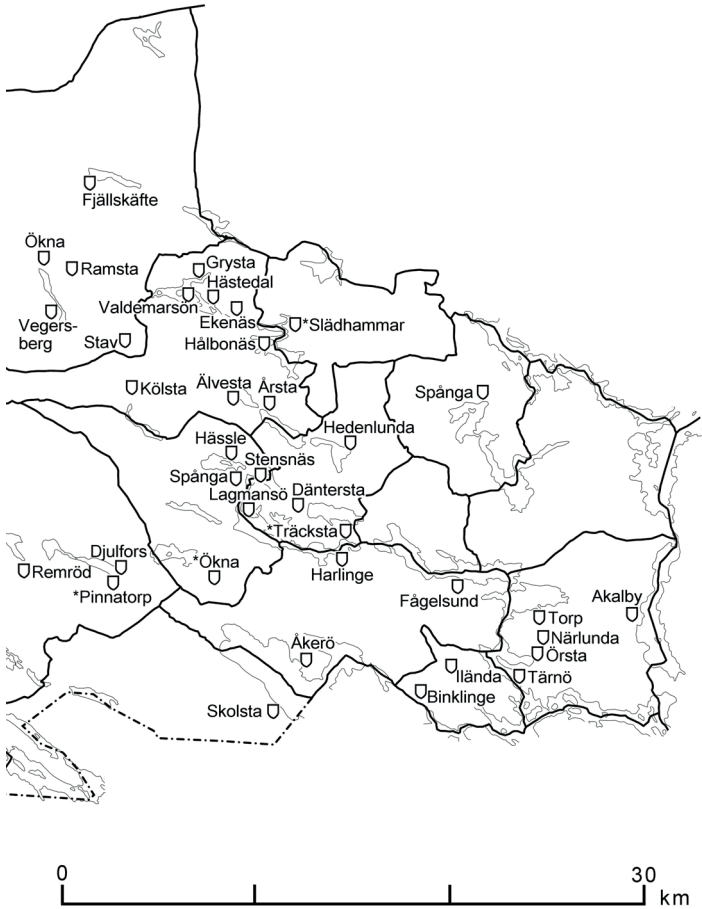 Fjällskäfte
Ökna
Ramsta
Grysta
Hästedal
Valdemarsön
Ekenäs
Vegers-
berg
Stav
*Slädhammar
Hålbonäs
Kölsta
Älvesta
Årsta
Spånga
Hedenlunda
Hässle
Stensnäs
Spånga
Lagmansö
Däntersta
*Träcksta
Djulfors
*Ökna
Remröd
*Pinnatorp
Harlinge
Fågelsund
Akalby
Torp
Närlunda
Örsta
Åkerö
Ilända
Tärnö
Binklinge
Skolsta
0
30
km